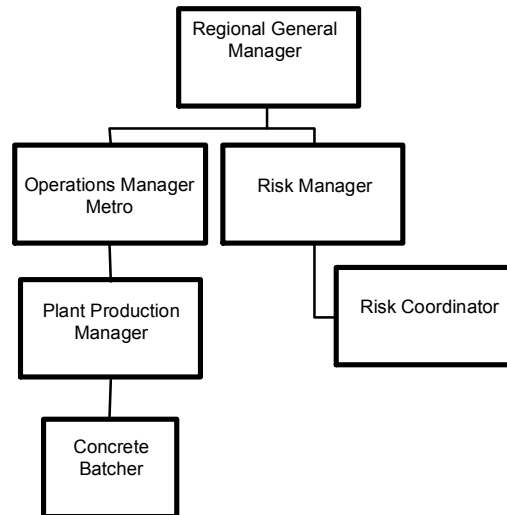 Regional General
Manager
Operations Manager
Metro
Risk Manager
Plant Production
Manager
Risk Coordinator
Concrete
Batcher